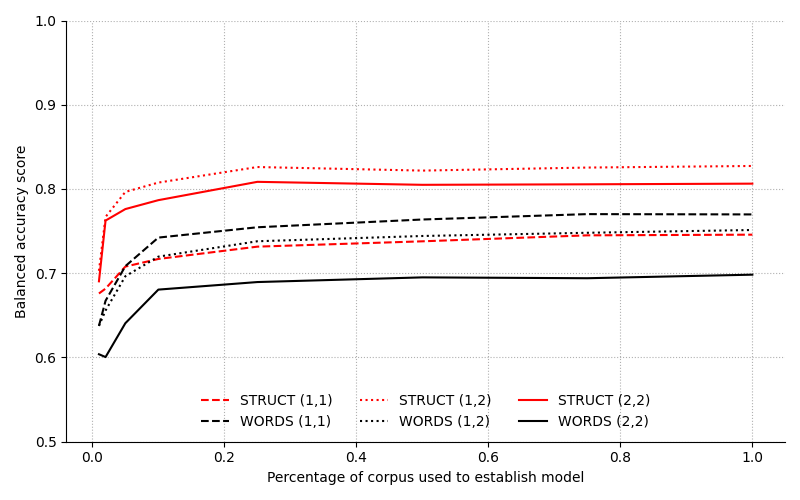 1.0
0.9
0.8
0.7
0.6
0.5
Balanced accuracy score
STRUCT (1,1) STRUCT (1,2) STRUCT (2,2)
WORDS (1,1) WORDS (1,2) WORDS (2,2)
0.0 0.2 0.4 0.6 0.8 1.0
Percentage of corpus used to establish model